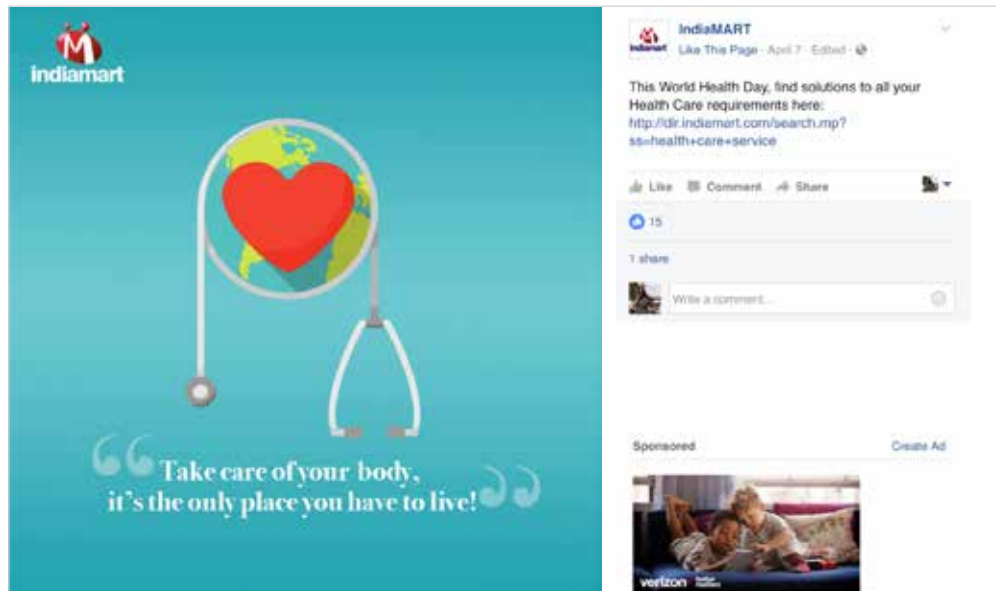 indiamart
Take care of your body,
it's the only place you have to live!
indiamart
IndiaMART
Like This Page · April 7 · Edited ·
This World Health Day, find solutions to all your
Health Care requirements here:
http://dir.indiamart.com/search.mp?
ss=health+care+service
Like Comment Share
15
1 share
Write a comment...
Sponsored
Create Ad
verizon